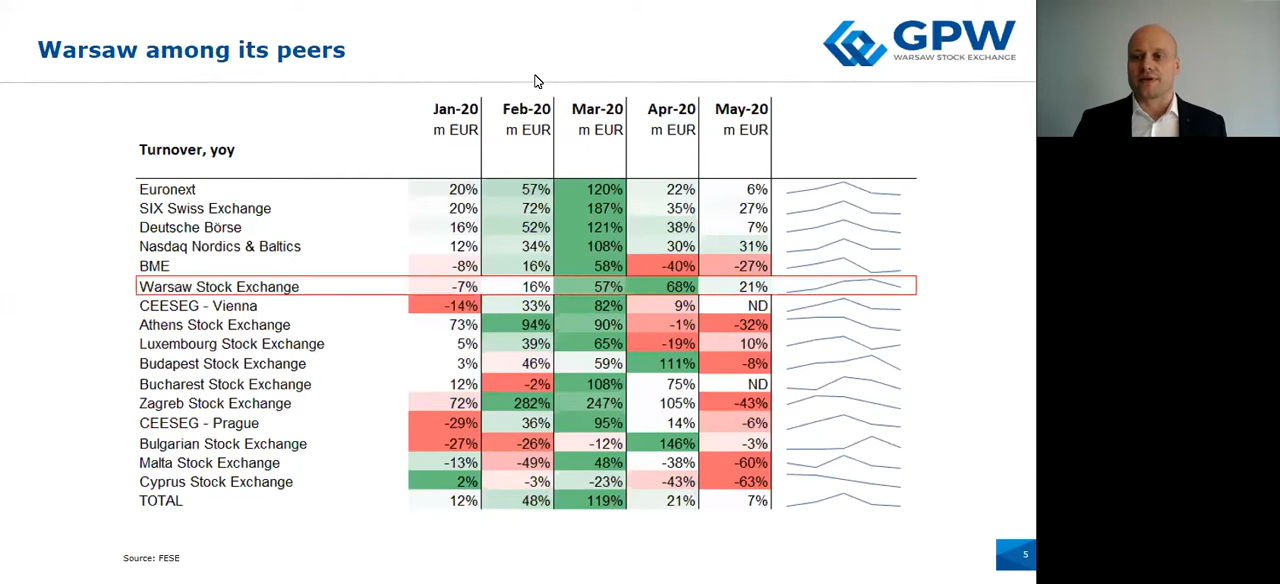 Warsaw among its peers
GPW
WARSAW STOCK EXCHANGE
Jan-20 Feb-20 Mar-20 Apr-20 May-20
m EUR m EUR m EUR m EUR m EUR
Turnover, yoy
Euronext 20% 57% 120% 22% 6%
SIX Swiss Exchange 20% 72% 187% 35% 27%
Deutsche Börse 16% 52% 121% 38% 7%
Nasdaq Nordics & Baltics 12% 34% 108% 30% 31%
BME -8% 16% 58% -40% -27%
Warsaw Stock Exchange -7% 16% 57% 68% 21%
CEESEG - Vienna -14% 33% 82% 9% ND
Athens Stock Exchange 73% 94% 90% -1% -32%
Luxembourg Stock Exchange 5% 39% 65% -19% 10%
Budapest Stock Exchange 3% 46% 59% 111% -8%
Bucharest Stock Exchange 12% -2% 108% 75% ND
Zagreb Stock Exchange 72% 282% 247% 105% -43%
CEESEG - Prague -29% 36% 95% 14% -6%
Bulgarian Stock Exchange -27% -26% -12% 146% -3%
Malta Stock Exchange -13% -49% 48% -38% -60%
Cyprus Stock Exchange 2% -3% -23% -43% -63%
TOTAL 12% 48% 119% 21% 7%
Source: FESE
5